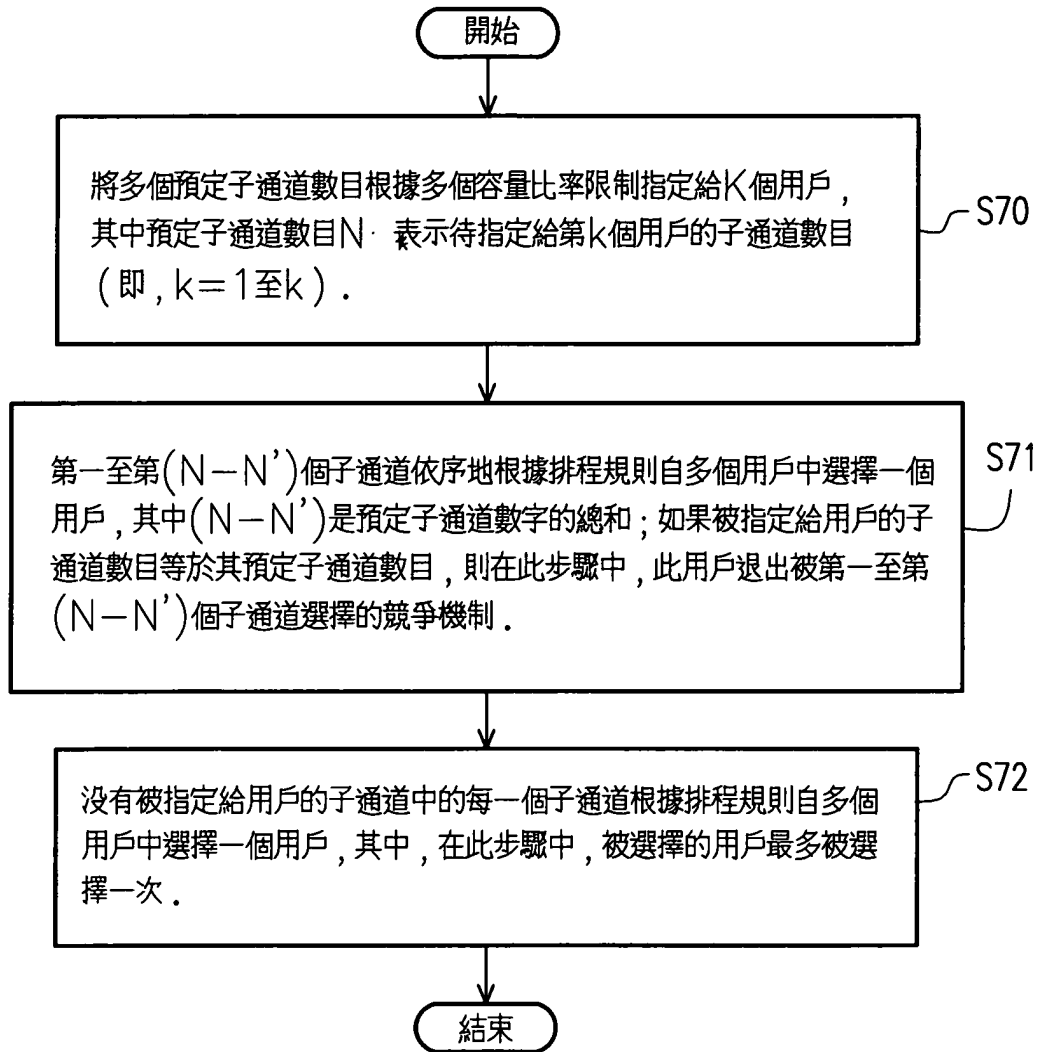 開始
將多個預定子通道數目根據多個容量比率限制指定給K個用戶,
其中預定子通道數目N 表示待指定給第k個用戶的子通道數目
(即,k=1至k).
S70
第一至第(N-N')個子通道依序地根據排程規則自多個用戶中選擇一個
用戶,其中(N-N')是預定子通道數字的總和;如果被指定給用戶的子
通道數目等於其預定子通道數目,則在此步驟中,此用戶退出被第一至第
(N-N')個子通道選擇的競爭機制.
S71
沒有被指定給用戶的子通道中的每一個子通道根據排程規則自多個
用戶中選擇一個用戶,其中,在此步驟中,被選擇的用戶最多被選
擇一次.
S72
結束